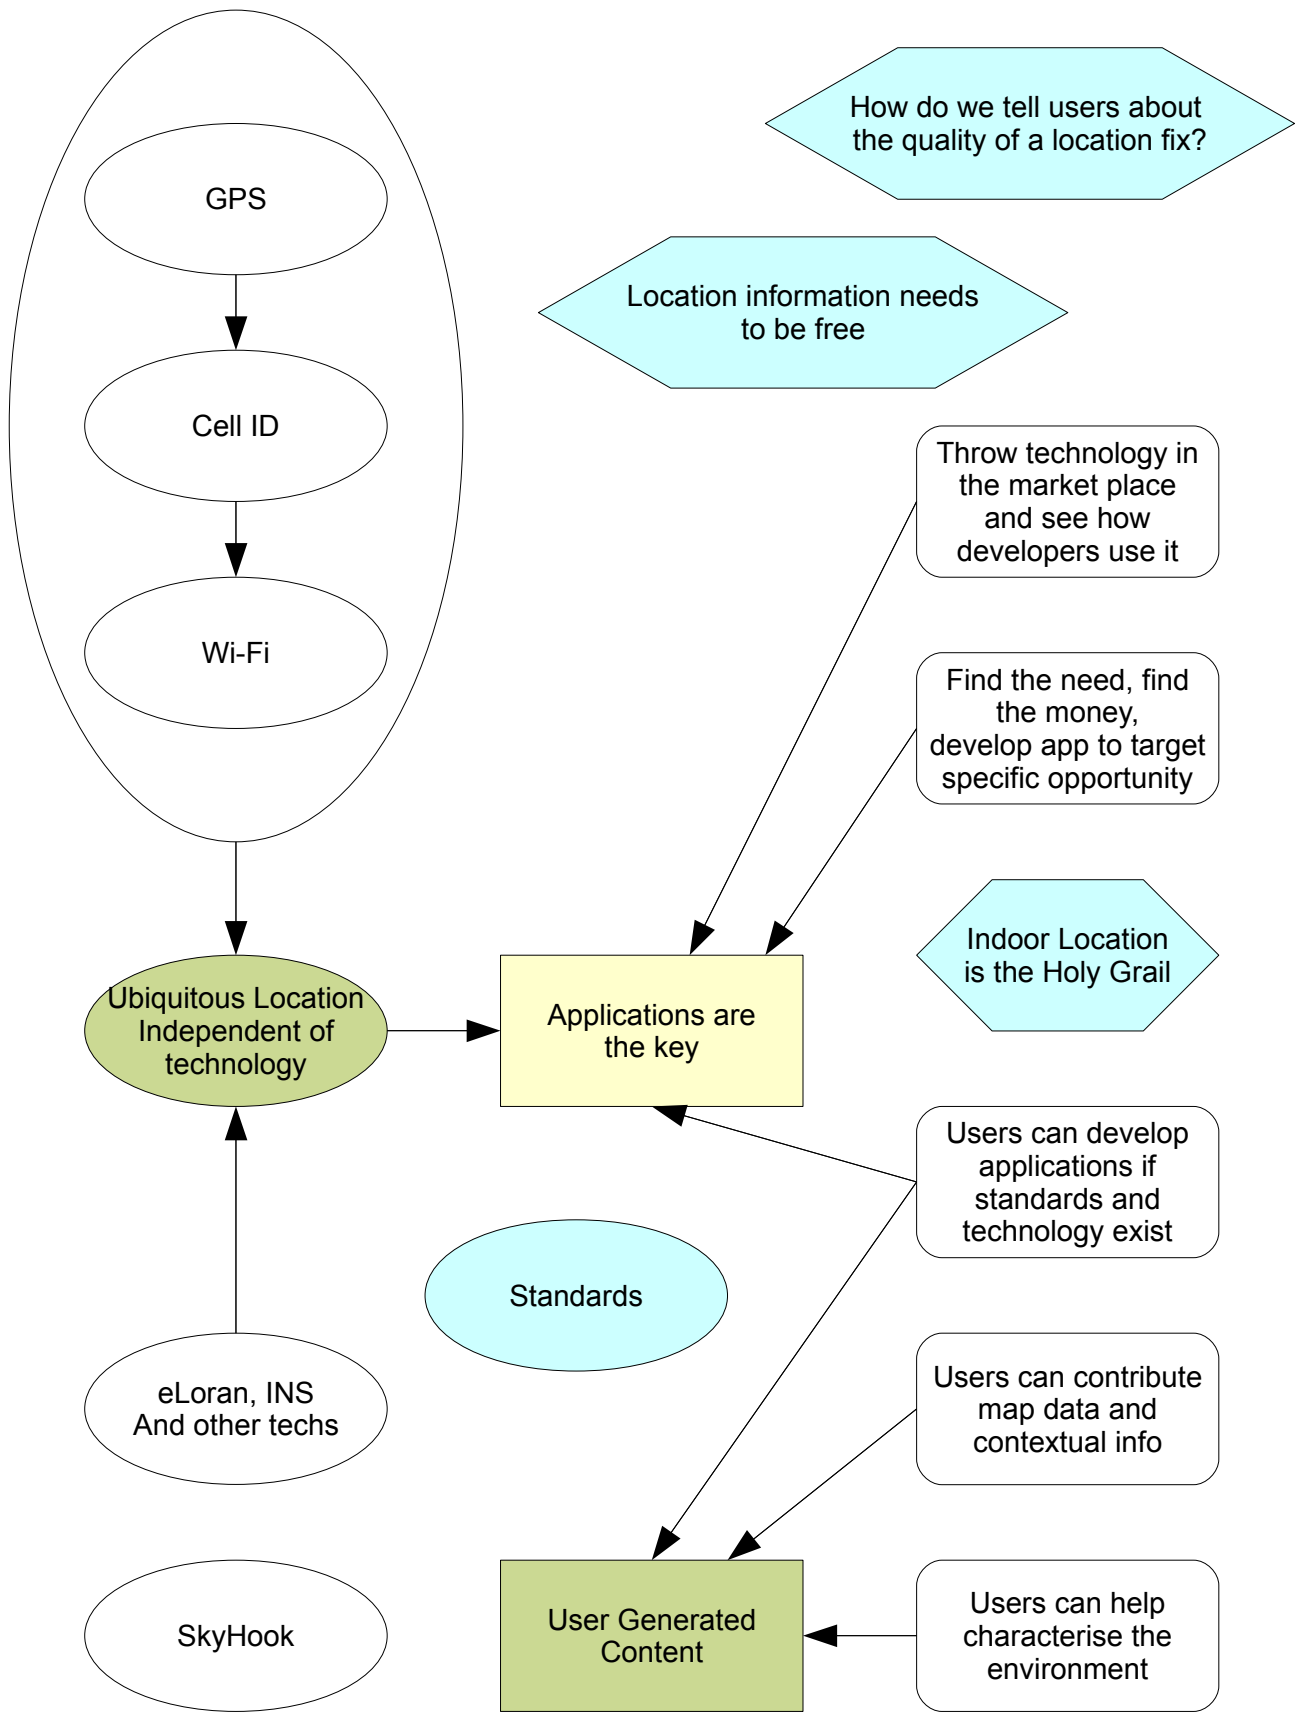 How do we tell users about
the quality of a location fix?
GPS
Location information needs
to be free
Cell ID
Throw technology in
the market place
and see how
developers use it
Wi-Fi
Find the need, find
the money,
develop app to target
specific opportunity
Indoor Location
is the Holy Grail
Ubiquitous Location
Independent of
technology
Applications are
the key
Users can develop
applications if
standards and
technology exist
Standards
eLoran, INS
And other techs
Users can contribute
map data and
contextual info
SkyHook
User Generated
Content
Users can help
characterise the
environment